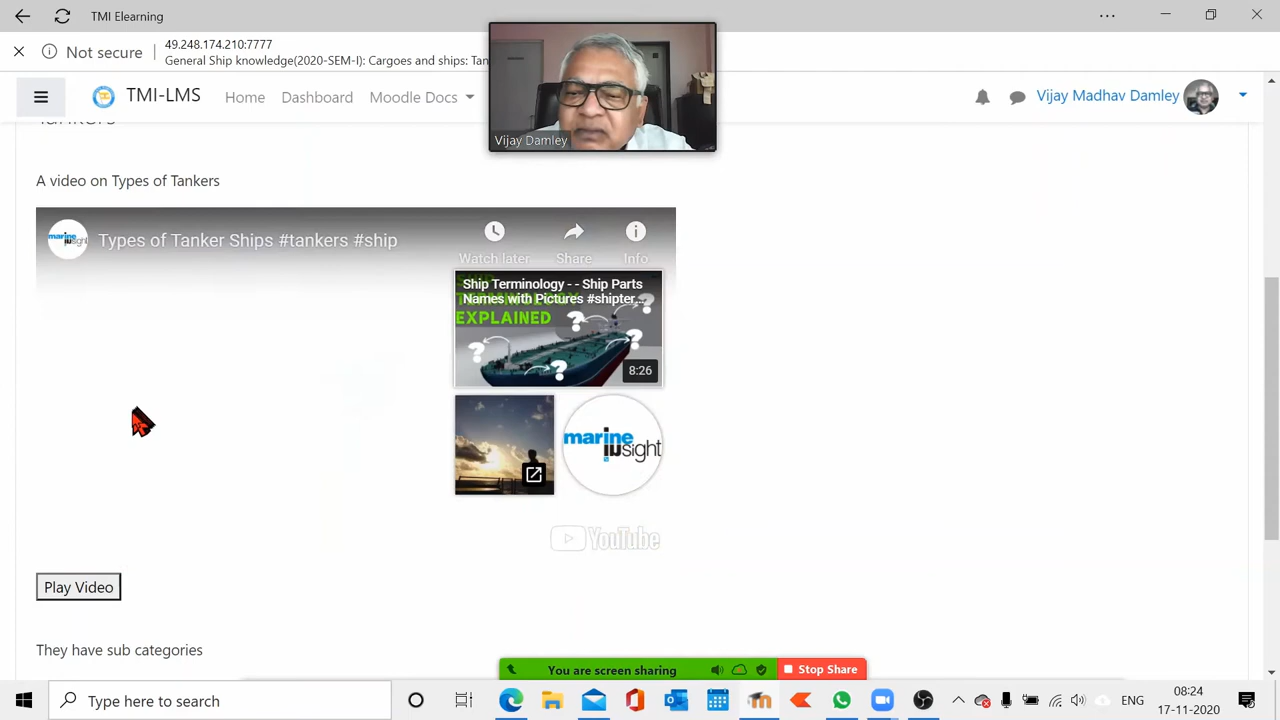 TMI Elearning
Not secure
49.248.174.210:7777
General Ship knowledge(2020-SEM-I): Cargoes and ships: Tan
TMI-LMS
Home
Dashboard
Moodle Docs
Vijay Madhav Damley
Vijay Damley
A video on Types of Tankers
marine
Types of Tanker Ships #tankers #ship
Watch later
Share
Info
Ship Terminology - - Ship Parts
Names with Pictures #shipter...
EXPLAINED
8:26
marine
insight
YouTube
Play Video
They have sub categories
You are screen sharing
Stop Share
Type here to search
ENG
08:24
17-11-2020